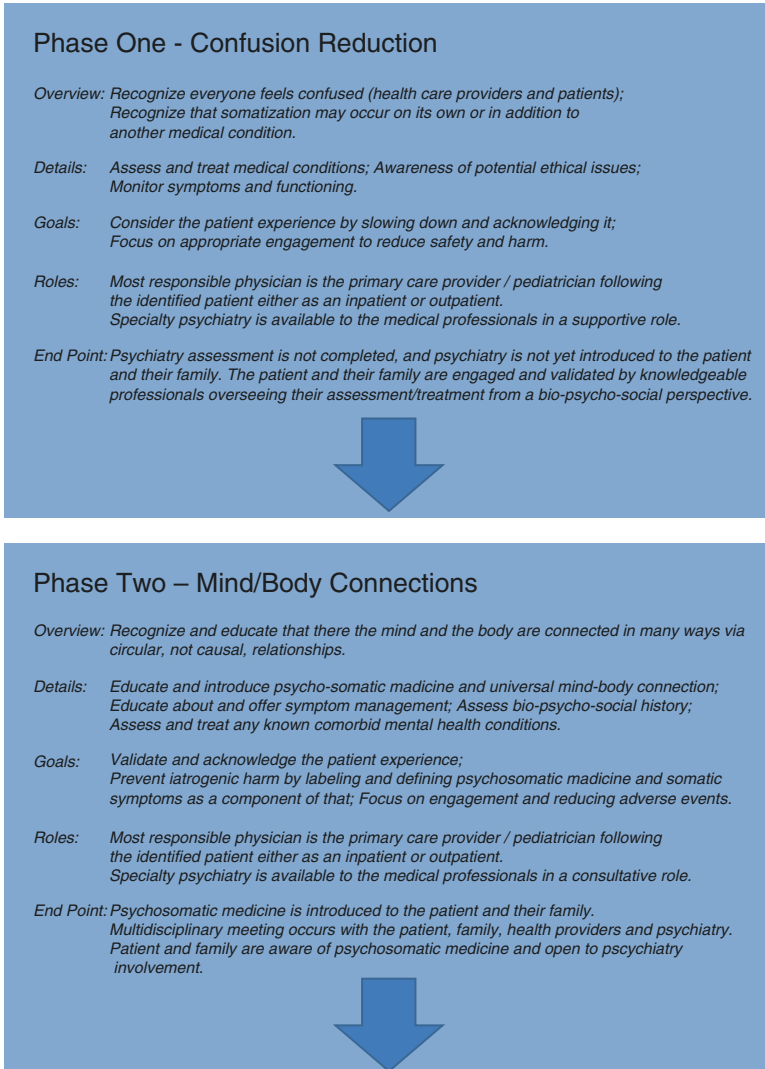 Phase One - Confusion Reduction
Overview: Recognize everyone feels confused (health care providers and patients);
Recognize that somatization may occur on its own or in addition to
another medical condition.
Details: Assess and treat medical conditions; Awareness of potential ethical issues;
Monitor symptoms and functioning.
Goals: Consider the patient experience by slowing down and acknowledging it;
Focus on appropriate engagement to reduce safety and harm.
Roles: Most responsible physician is the primary care provider / pediatrician following
the identified patient either as an inpatient or outpatient.
Specialty psychiatry is available to the medical professionals in a supportive role.
End Point: Psychiatry assessment is not completed, and psychiatry is not yet introduced to the patient
and their family. The patient and their family are engaged and validated by knowledgeable
professionals overseeing their assessment/treatment from a bio-psycho-social perspective.
Phase Two – Mind/Body Connections
Overview: Recognize and educate that there the mind and the body are connected in many ways via
circular, not causal, relationships.
Details: Educate and introduce psycho-somatic madicine and universal mind-body connection;
Educate about and offer symptom management; Assess bio-psycho-social history;
Assess and treat any known comorbid mental health conditions.
Goals: Validate and acknowledge the patient experience;
Prevent iatrogenic harm by labeling and defining psychosomatic madicine and somatic
symptoms as a component of that; Focus on engagement and reducing adverse events.
Roles: Most responsible physician is the primary care provider / pediatrician following
the identified patient either as an inpatient or outpatient.
Specialty psychiatry is available to the medical professionals in a consultative role.
End Point: Psychosomatic medicine is introduced to the patient and their family.
Multidisciplinary meeting occurs with the patient, family, health providers and psychiatry.
Patient and family are aware of psychosomatic medicine and open to pscychiatry
involvement.